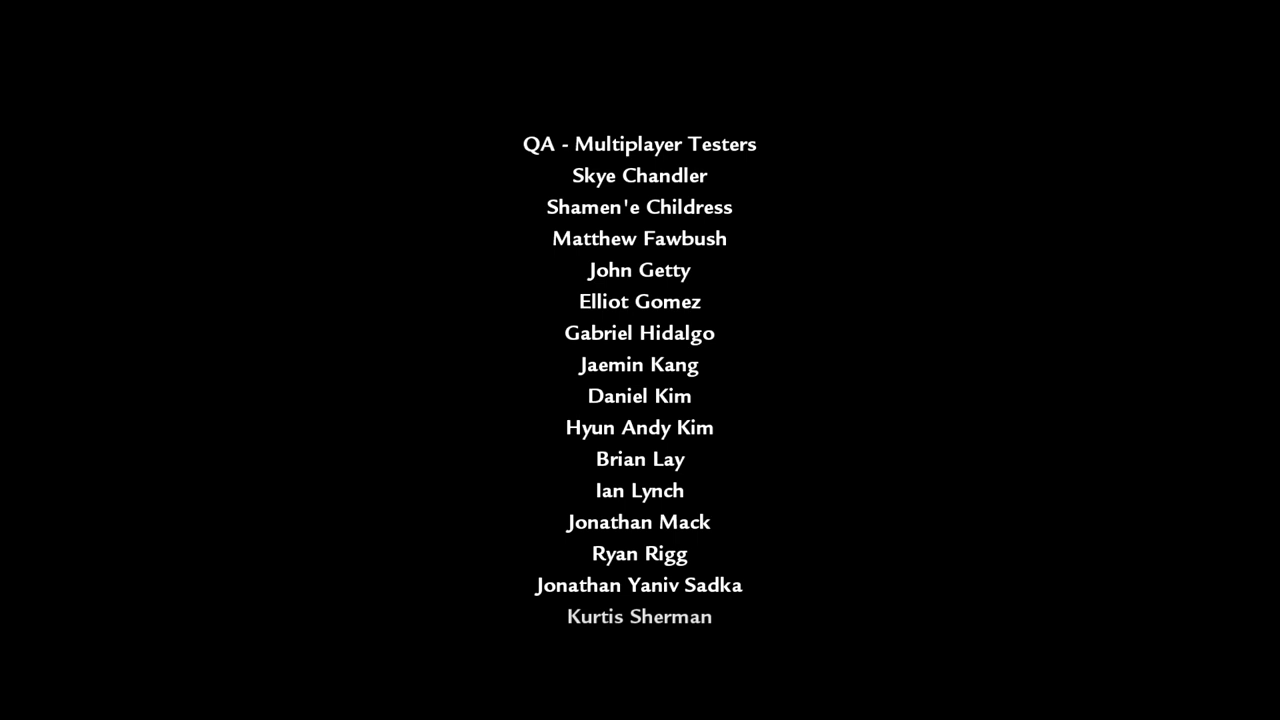 QA - Multiplayer Testers
Skye Chandler
Shamen'e Childress
Matthew Fawbush
John Getty
Elliot Gomez
Gabriel Hidalgo
Jaemin Kang
Daniel Kim
Hyun Andy Kim
Brian Lay
Ian Lynch
Jonathan Mack
Ryan Rigg
Jonathan Yaniv Sadka
Kurtis Sherman